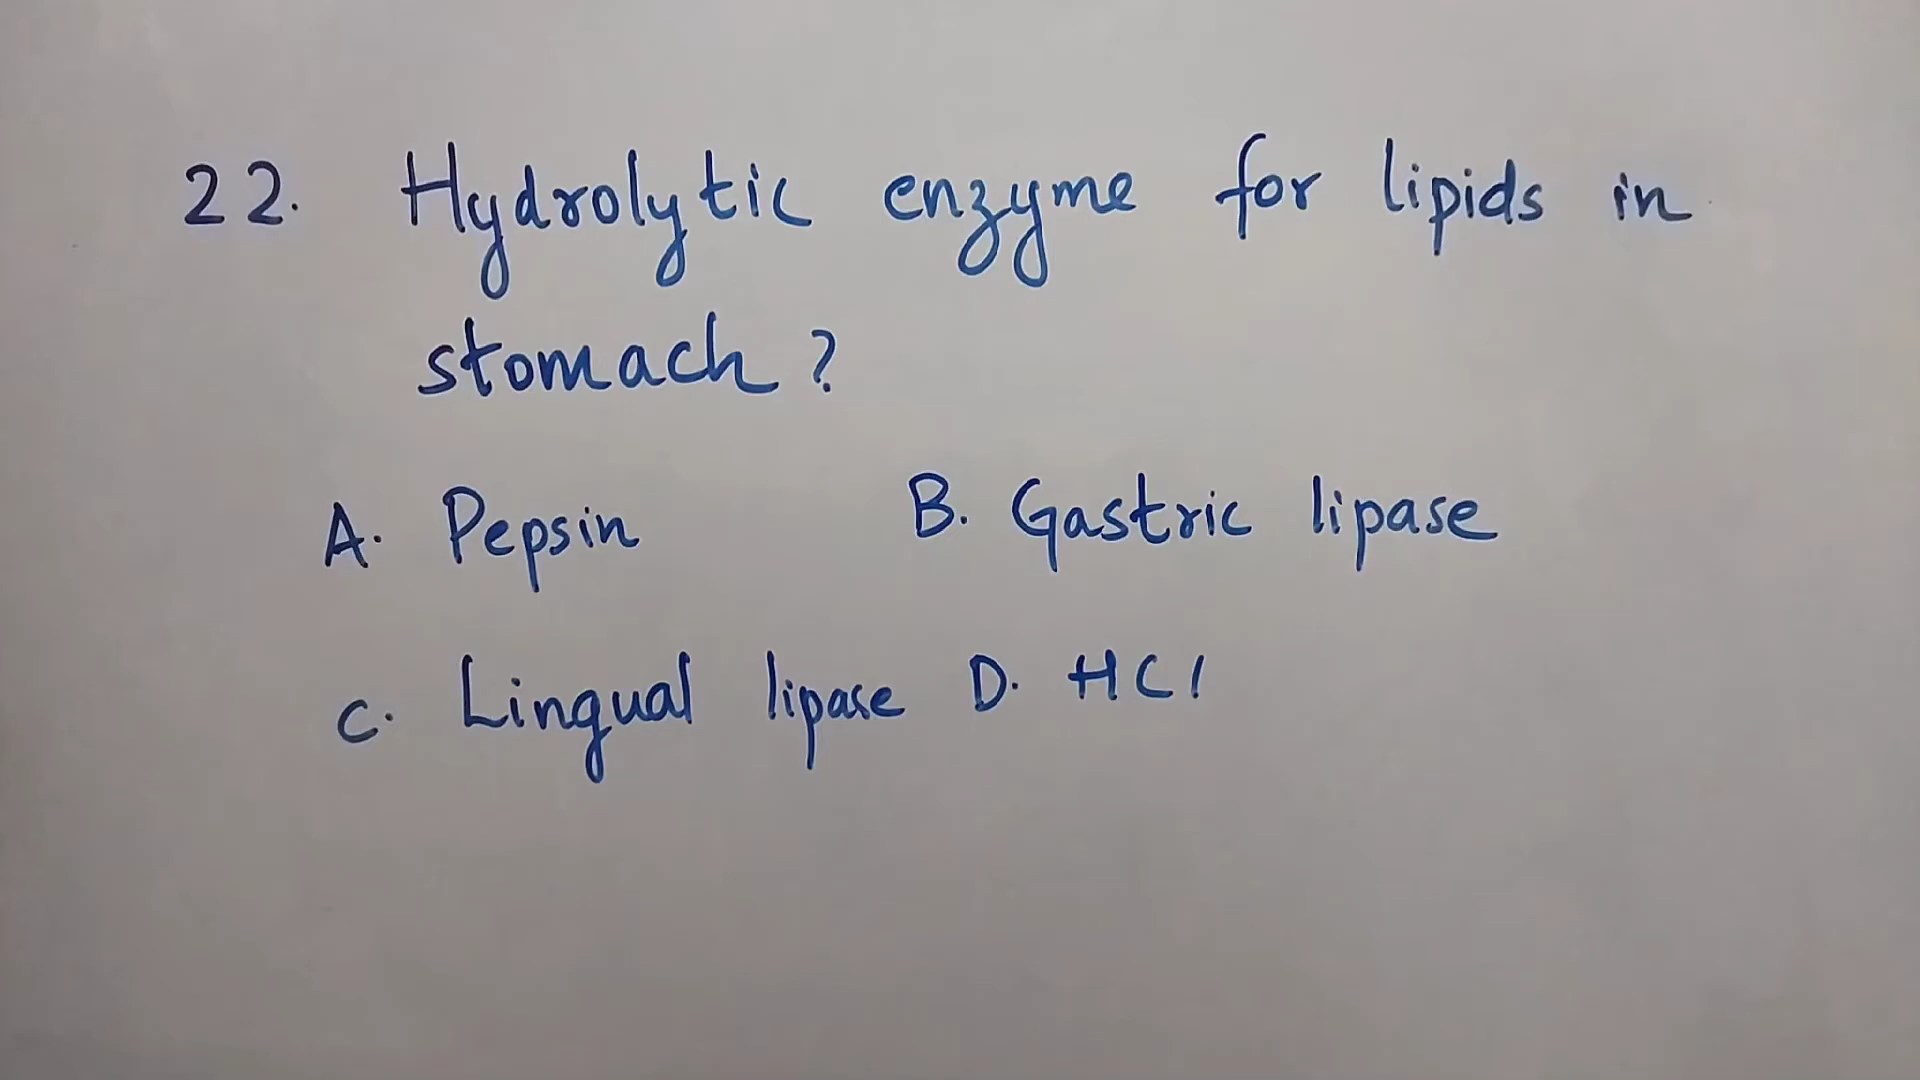 22. Hydrolytic enzyme for lipids in
stomach?
A. Pepsin B. Gastric lipase
C. Lingual lipase D. HCl